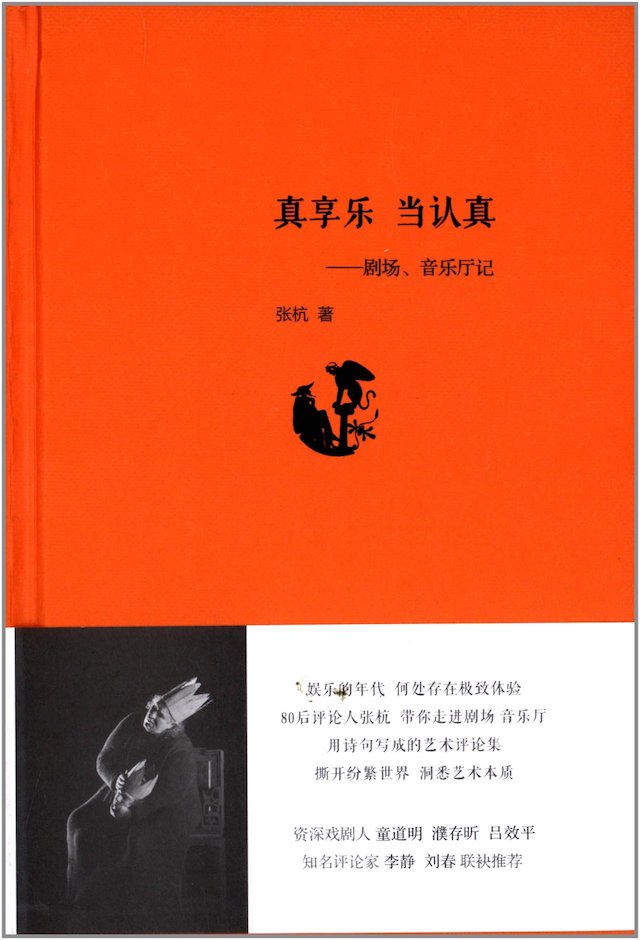 真享乐 当认真
——剧场、音乐厅记
张杭 著
娱乐的年代 何处存在极致体验
80后评论人张杭 带你走进剧场 音乐厅
用诗句写成的艺术评论集
撕开纷繁世界 洞悉艺术本质
资深戏剧人 童道明 濮存昕 吕效平
知名评论家 李静 刘春 联袂推荐